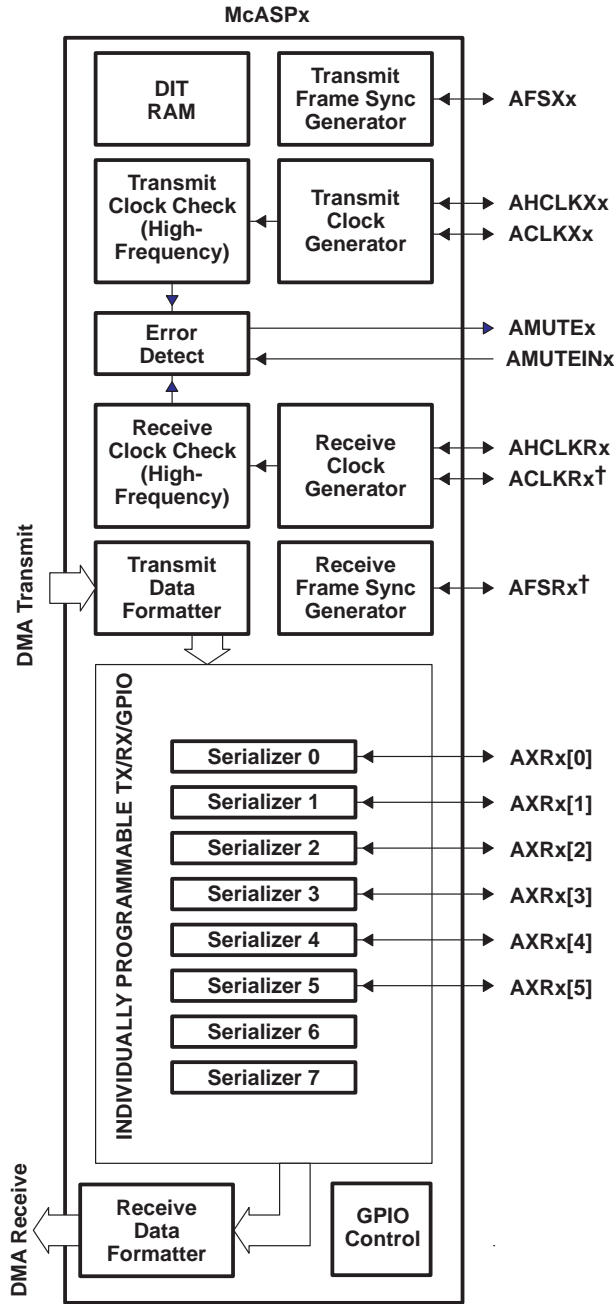 McASPx
DIT
RAM
Transmit
Frame Sync
Generator
AFSXx
Transmit
Clock Check
(High-
Frequency)
Transmit
Clock
Generator
AHCLKXx
ACLKXx
Error
Detect
AMUTEx
AMUTEINx
Receive
Clock Check
(High-
Frequency)
Receive
Clock
Generator
AHCLKRx
ACLKRx†
DMA Transmit
Transmit
Data
Formatter
Receive
Frame Sync
Generator
AFSRx†
INDIVIDUALLY PROGRAMMABLE TX/RX/GPIO
Serializer 0
AXRx[0]
Serializer 1
AXRx[1]
Serializer 2
AXRx[2]
Serializer 3
AXRx[3]
Serializer 4
AXRx[4]
Serializer 5
AXRx[5]
Serializer 6
Serializer 7
DMA Receive
Receive
Data
Formatter
GPIO
Control